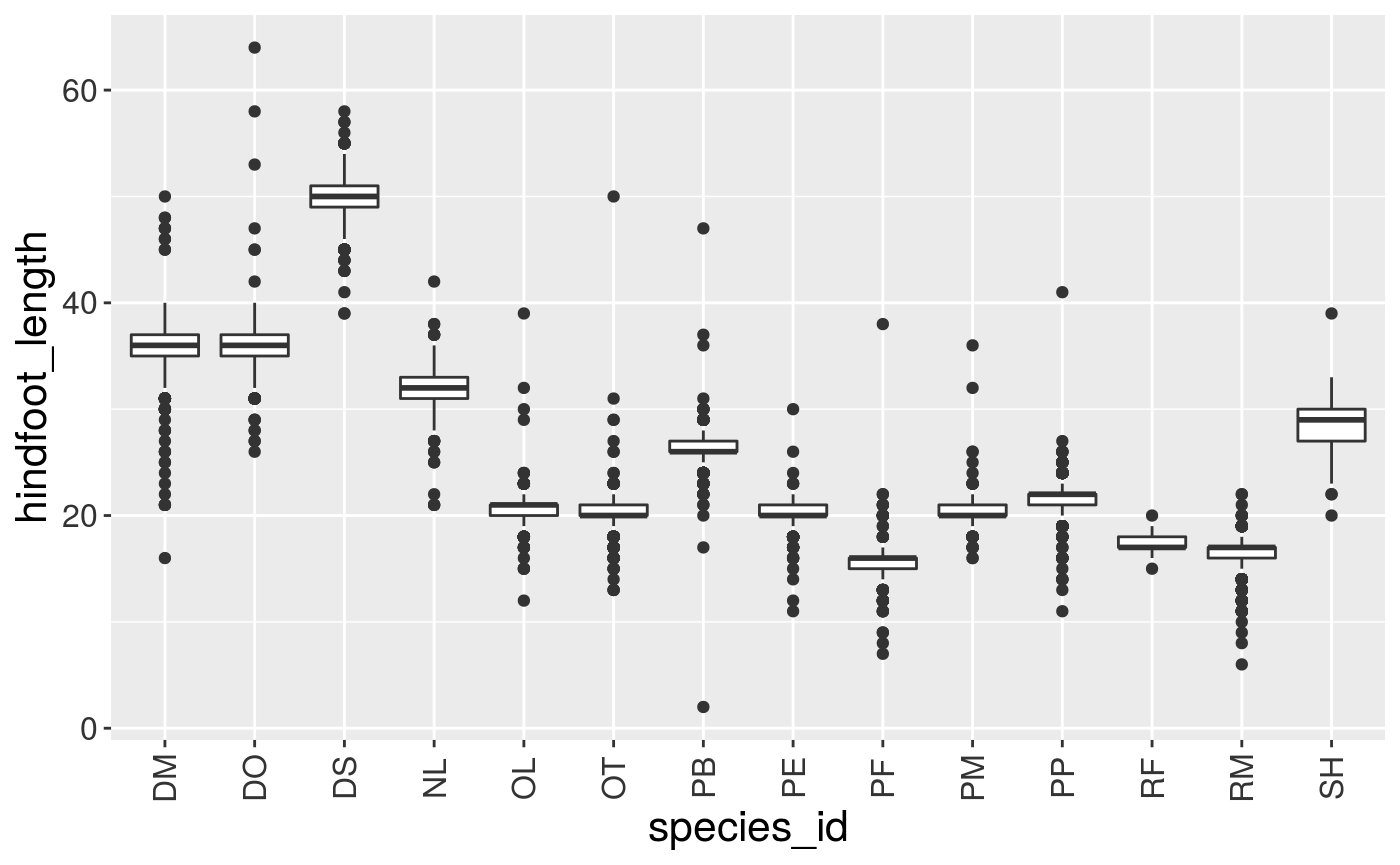 60
40
20
0
hindfoot_length
DM DO DS NL OL OT PB PE PF PM PP RF RM SH
species_id